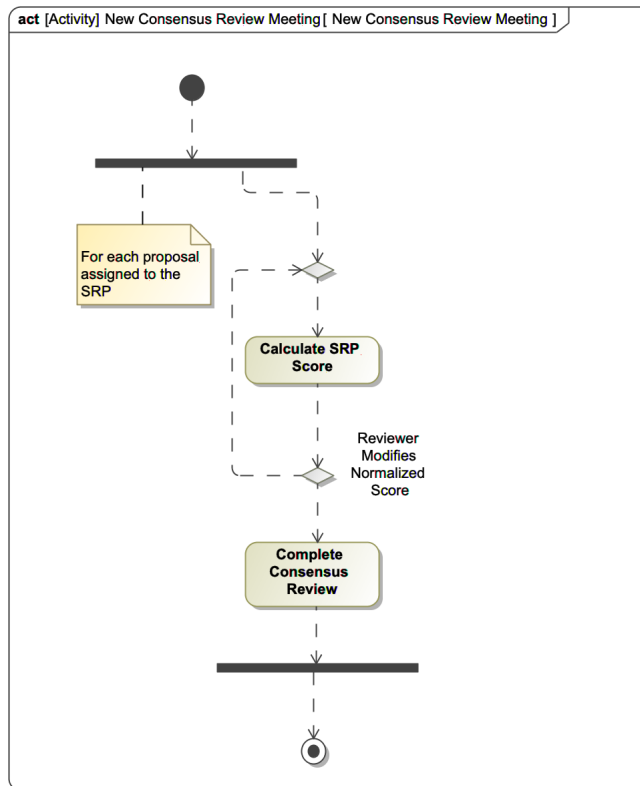 act [Activity] New Consensus Review Meeting[ New Consensus Review Meeting ]
For each proposal
assigned to the
SRP
Calculate SRP
Score
Reviewer
Modifies
Normalized
Score
Complete
Consensus
Review